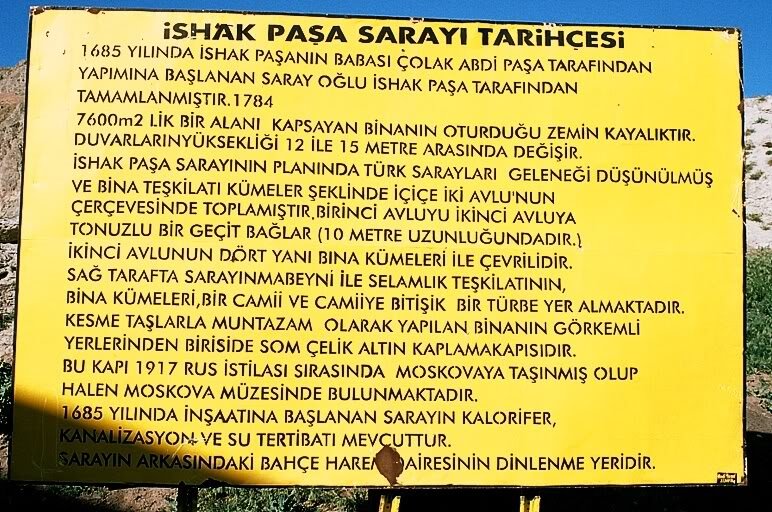 İSHAK PAŞA SARAYI TARİHÇESİ
1685 YILINDA İSHAK PAŞANIN BABASI ÇOLAK ABDİ PAŞA TARAFINDAN
YAPIMINA BAŞLANAN SARAY OĞLU İSHAK PAŞA TARAFINDAN
TAMAMLANMIŞTIR.1784
7600m2 LİK BİR ALANI KAPSAYAN BİNANIN OTURDUĞU ZEMİN KAYALIKTIR.
DUVARLARINYÜKSEKLİĞİ 12 İLE 15 METRE ARASINDA DEĞİŞİR.
İSHAK PAŞA SARAYININ PLANINDA TÜRK SARAYLARI GELENEĞİ DÜŞÜNÜLMÜŞ
VE BİNA TEŞKİLATI KÜMELER ŞEKLİNDE İÇİÇE İKİ AVLU'NUN
ÇERÇEVESİNDE TOPLAMIŞTIR,BİRİNCİ AVLUYU İKİNCİ AVLUYA
TONUZLU BİR GEÇİT BAĞLAR (10 METRE UZUNLUĞUNDADIR.)
İKİNCİ AVLUNUN DÖRT YANI BINA KÜMELERİ İLE ÇEVRİLİDİR.
SAĞ TARAFTA SARAYINMABEYNİ İLE SELAMLIK TEŞKİLATININ,
BİNA KÜMELERİ,BİR CAMİİ VE CAMİİYE BİTİŞİK BİR TÜRBE YER ALMAKTADIR.
KESME TAŞLARLA MUNTAZAM OLARAK YAPILAN BİNANIN GÖRKEMLİ
YERLERİNDEN BİRİSİDE SOM ÇELİK ALTIN KAPLAMAKAPISIDIR.
BU KAPI 1917 RUS İSTİLASI SIRASINDA MOSKOVAYA TAŞINMIŞ OLUP
HALEN MOSKOVA MÜZESİNDE BULUNMAKTADIR.
1685 YILINDA İNŞAATINA BAŞLANAN SARAYIN KALORİFER,
KANALİZASYON VE SU TERTİBATI MEVCUTTUR.
SARAYIN ARKASINDAKİ BAHÇE HAREM DAİRESİNİN DİNLENME YERİDİR.